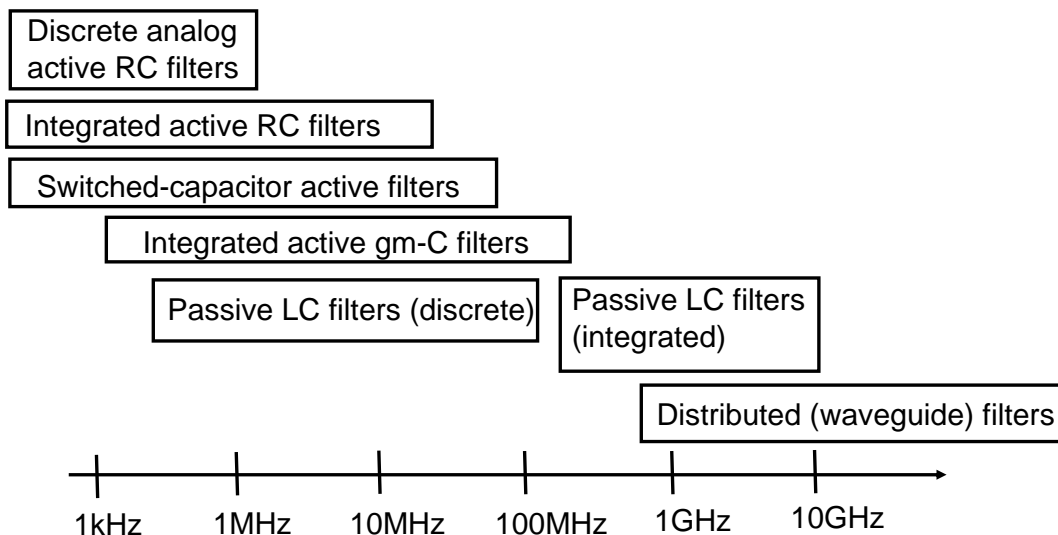 Discrete analog
active RC filters
Integrated active RC filters
Switched-capacitor active filters
Integrated active gm-C filters
Passive LC filters (discrete)
Passive LC filters
(integrated)
Distributed (waveguide) filters
1kHz
1MHz
10MHz
100MHz
1GHz
10GHz